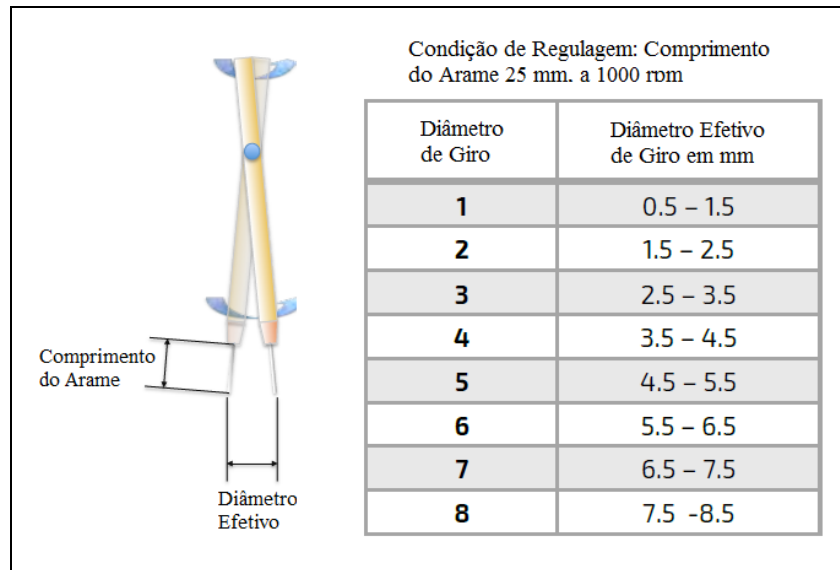 Condição de Regulagem: Comprimento
do Arame 25 mm. a 1000 rpm
Diâmetro
de Giro
Diâmetro Efetivo
de Giro em mm
1
0.5 – 1.5
2
1.5 – 2.5
3
2.5 – 3.5
4
3.5 – 4.5
5
4.5 – 5.5
6
5.5 – 6.5
7
6.5 – 7.5
8
7.5 -8.5
Comprimento
do Arame
Diâmetro
Efetivo